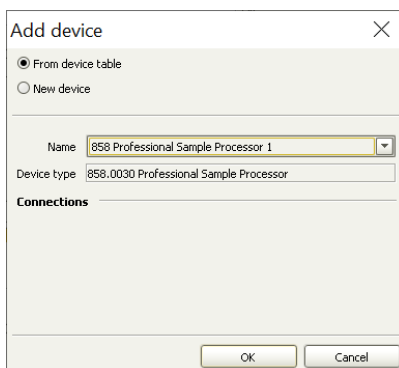 Add device
From device table
New device
Name 858 Professional Sample Processor 1
Device type 858.0030 Professional Sample Processor
Connections
OK Cancel